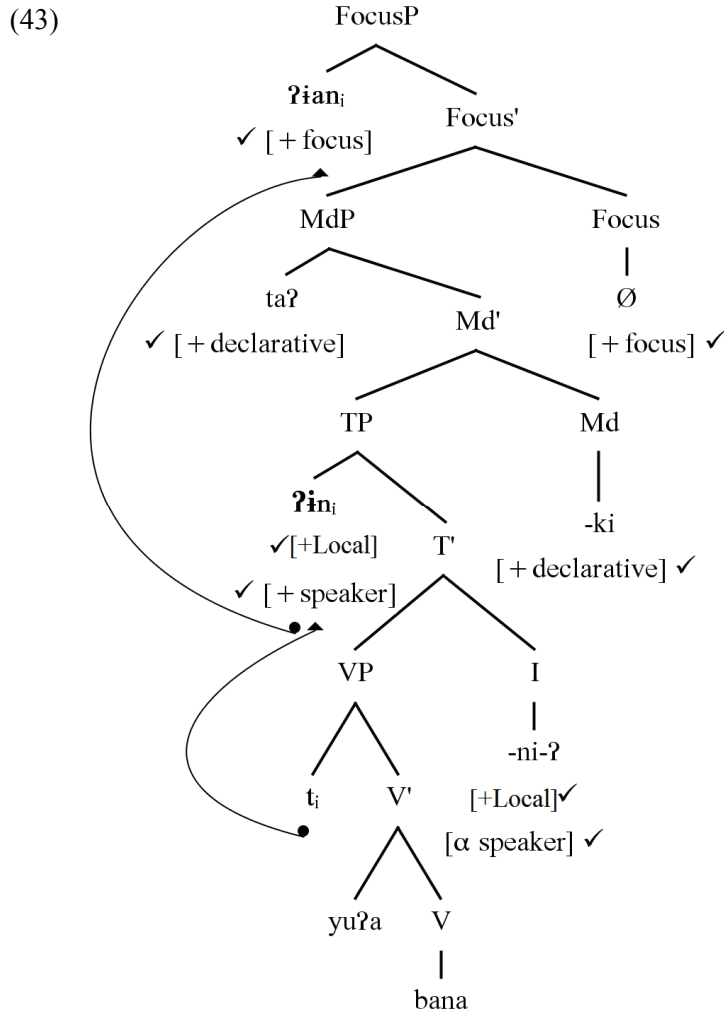 (43)
FocusP
ʔɨanᵢ
Focus'
✓ [+focus]
MdP
Focus
taʔ
Ø
Md'
✓ [+declarative]
[+focus] ✓
TP
Md
ʔɨnᵢ
-ki
✓[+Local]
T'
[+declarative] ✓
✓ [+speaker]
VP
I
-ni-ʔ
tᵢ
V'
[+Local]✓
[α speaker] ✓
yuʔa
V
bana